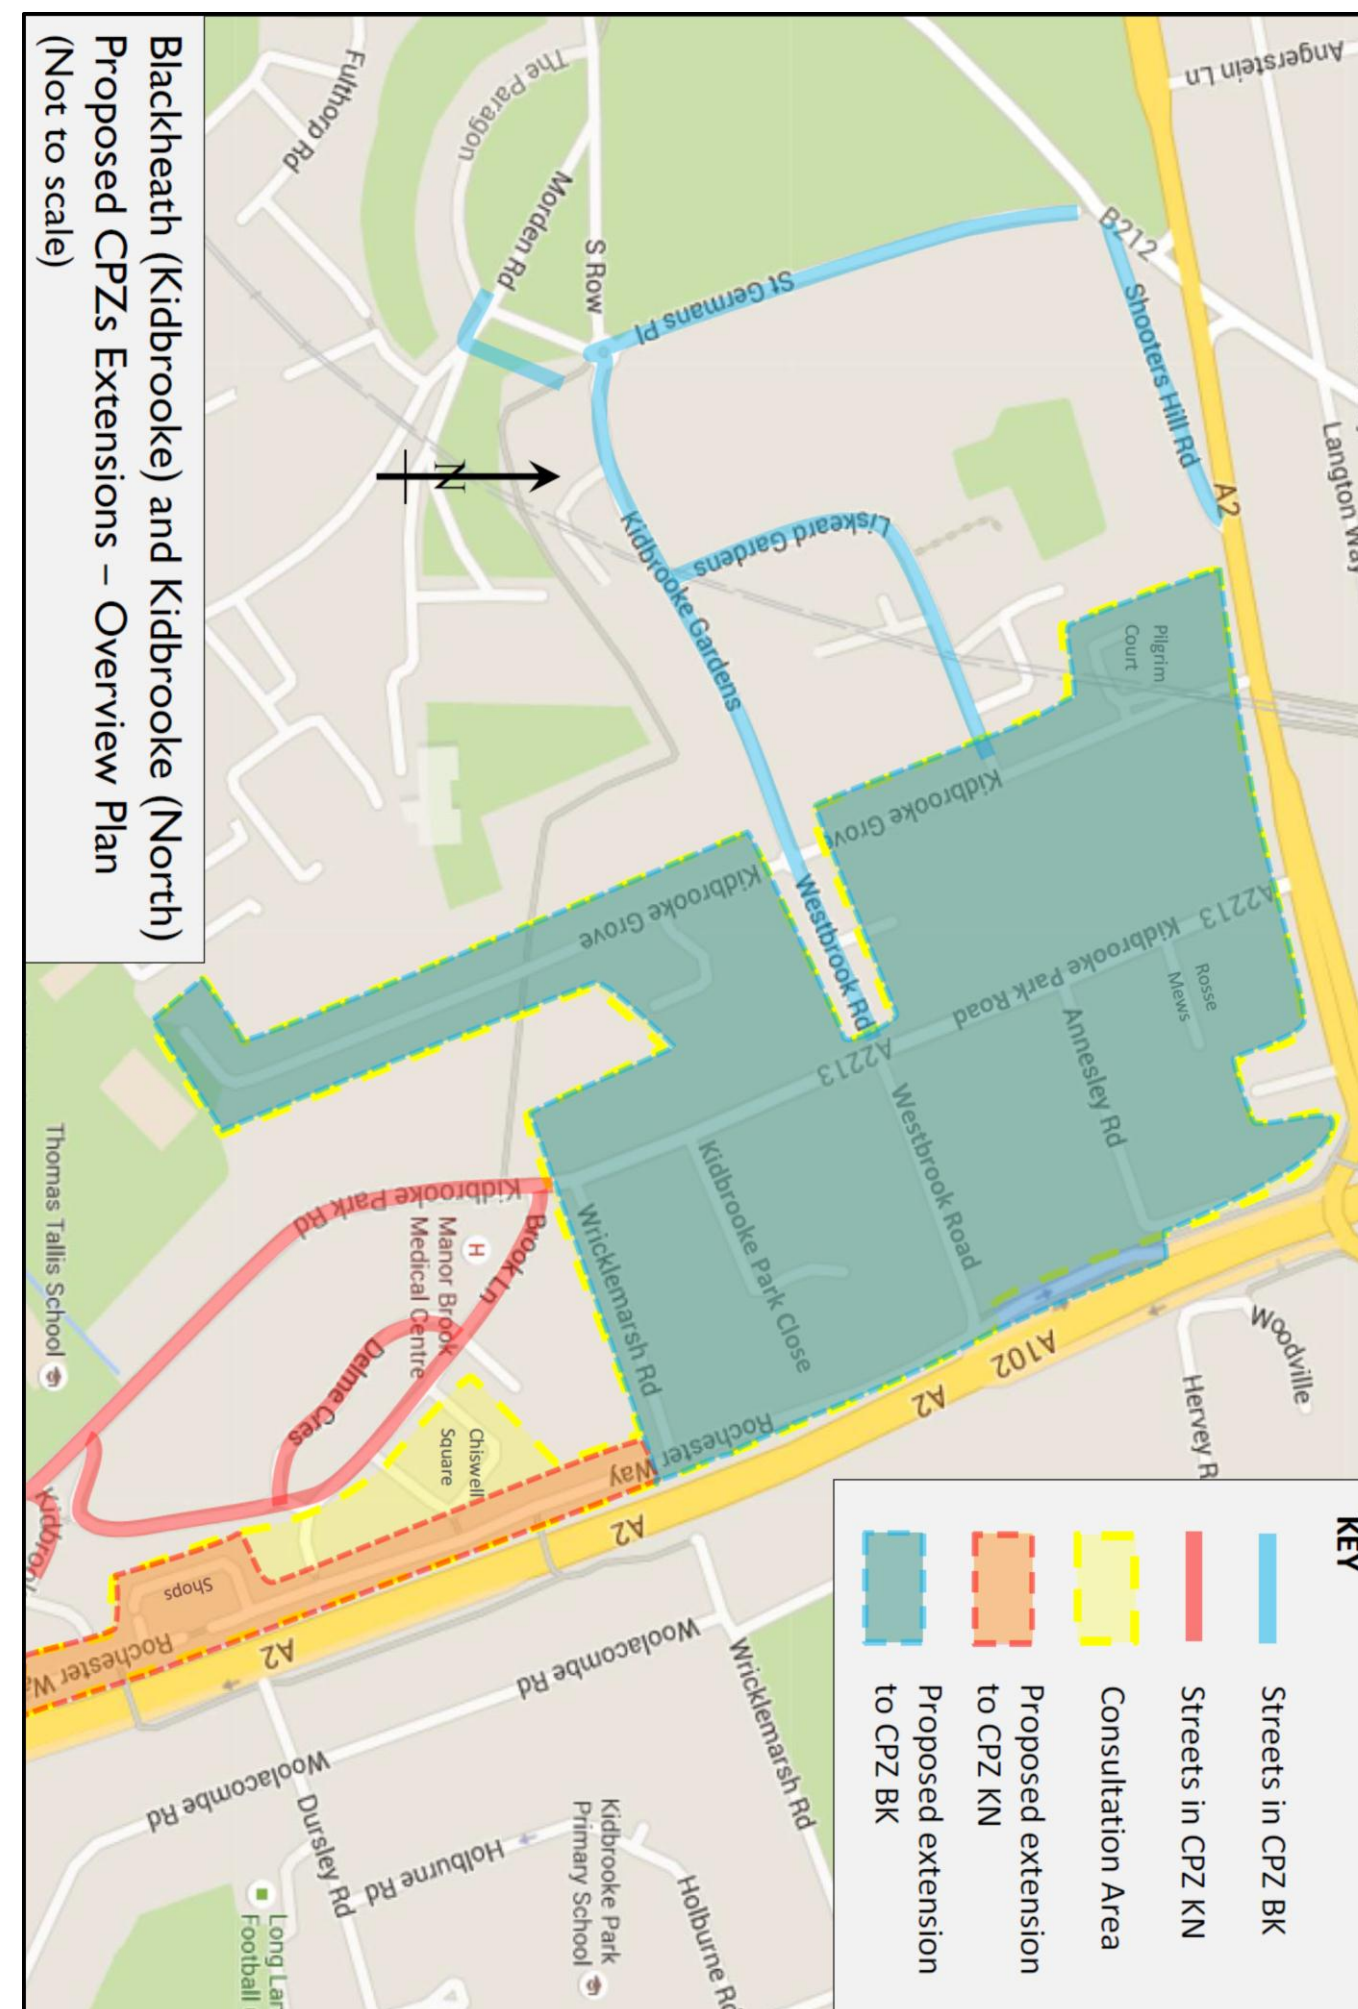 Blackheath (Kidbrooke) and Kidbrooke (North)
Proposed CPZs Extensions – Overview Plan
(Not to scale)
KEY
Streets in CPZ BK
Streets in CPZ KN
Consultation Area
Proposed extension
to CPZ KN
Proposed extension
to CPZ BK
Angerstein Ln
Langton Way
B212
Shooters Hill Rd
A2
St Germans Pl
S Row
Morden Rd
The Paragon
Fulthorp Rd
N
Liskeard Gardens
Kidbrooke Gardens
Pilgrim
Court
Kidbrooke Grove
Kidbrooke Grove
Westbrook Rd
A2213
Kidbrooke Park Road
A2213
Rosse
Mews
Annesley Rd
Westbrook Road
Kidbrooke Park Close
Wricklemarsh Rd
Rochester Way
A102
A2
A2
A2
Woodville
Hervey R
Kidbrooke Park Rd
Brook Ln
H
Manor Brook
Medical Centre
Delme Cres
Chiswell
Square
Shops
Rochester Wa
Thomas Tallis School
Kidbroo
Woolacombe Rd
Woolacombe Rd
Wricklemarsh Rd
Dursley Rd
Holburne Rd
Holburne Rd
Kidbrooke Park
Primary School
Long Lan
Football